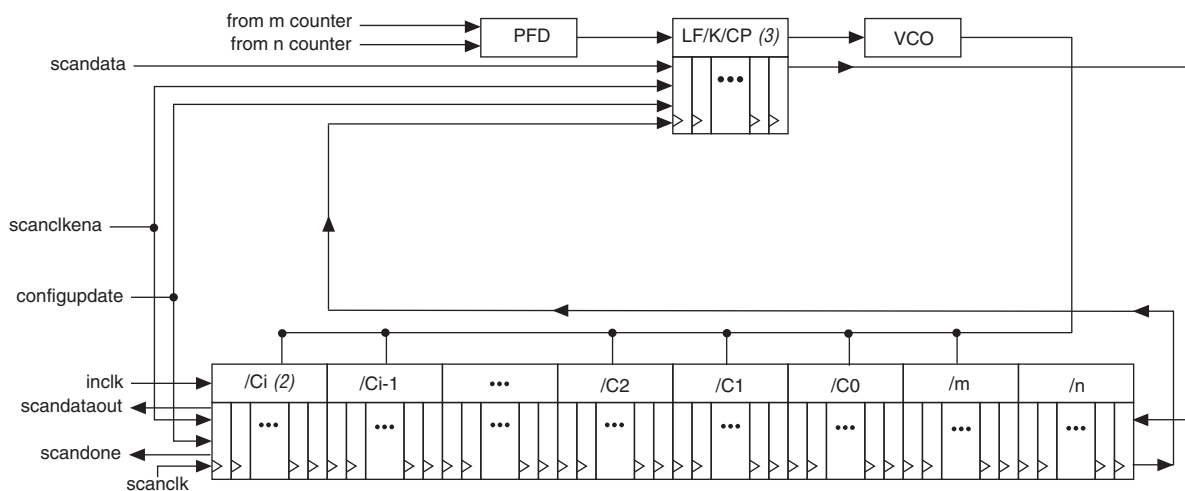 from m counter
from n counter
PFD
LF/K/CP (3)
VCO
scandata
•••
scanclkena
configupdate
inclk
/Ci (2)
/Ci-1
•••
/C2
/C1
/C0
/m
/n
scandataout
•••
•••
•••
•••
•••
•••
•••
•••
scandone
scanclk